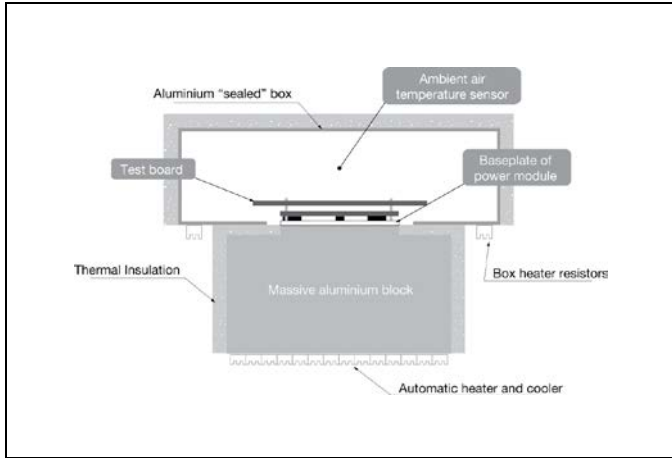 Ambient air
temperature sensor
Aluminium “sealed” box
Test board
Baseplate of
power module
Thermal Insulation
Massive aluminium block
Box heater resistors
Automatic heater and cooler